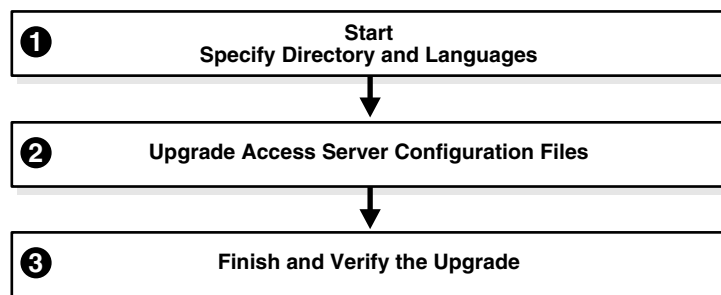 1
Start
Specify Directory and Languages
2
Upgrade Access Server Configuration Files
3
Finish and Verify the Upgrade